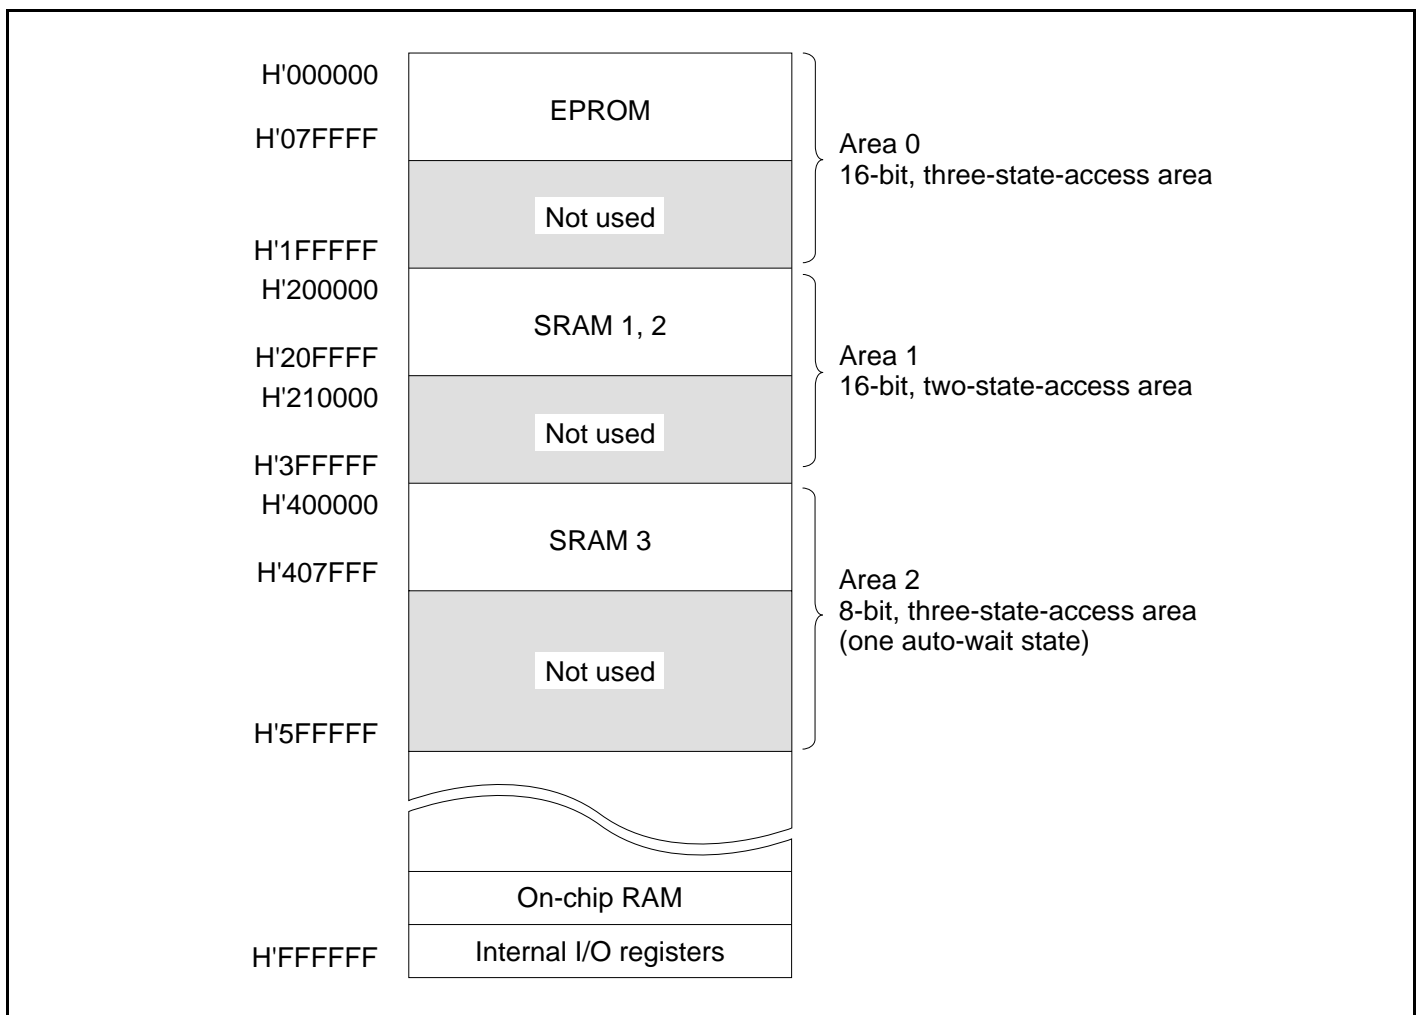 H'000000
EPROM
H'07FFFF
Area 0
16-bit, three-state-access area
Not used
H'1FFFFF
H'200000
SRAM 1, 2
H'20FFFF
Area 1
16-bit, two-state-access area
H'210000
Not used
H'3FFFFF
H'400000
SRAM 3
H'407FFF
Area 2
8-bit, three-state-access area
(one auto-wait state)
Not used
H'5FFFFF
On-chip RAM
Internal I/O registers
H'FFFFFF